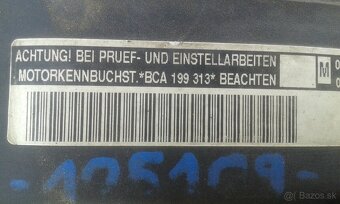 ACHTUNG! BEI PRUEF- UND EINSTELLARBEITEN
MOTORKENNBUCHST.*BCA 199 313* BEACHTEN
M
© Bazos.sk